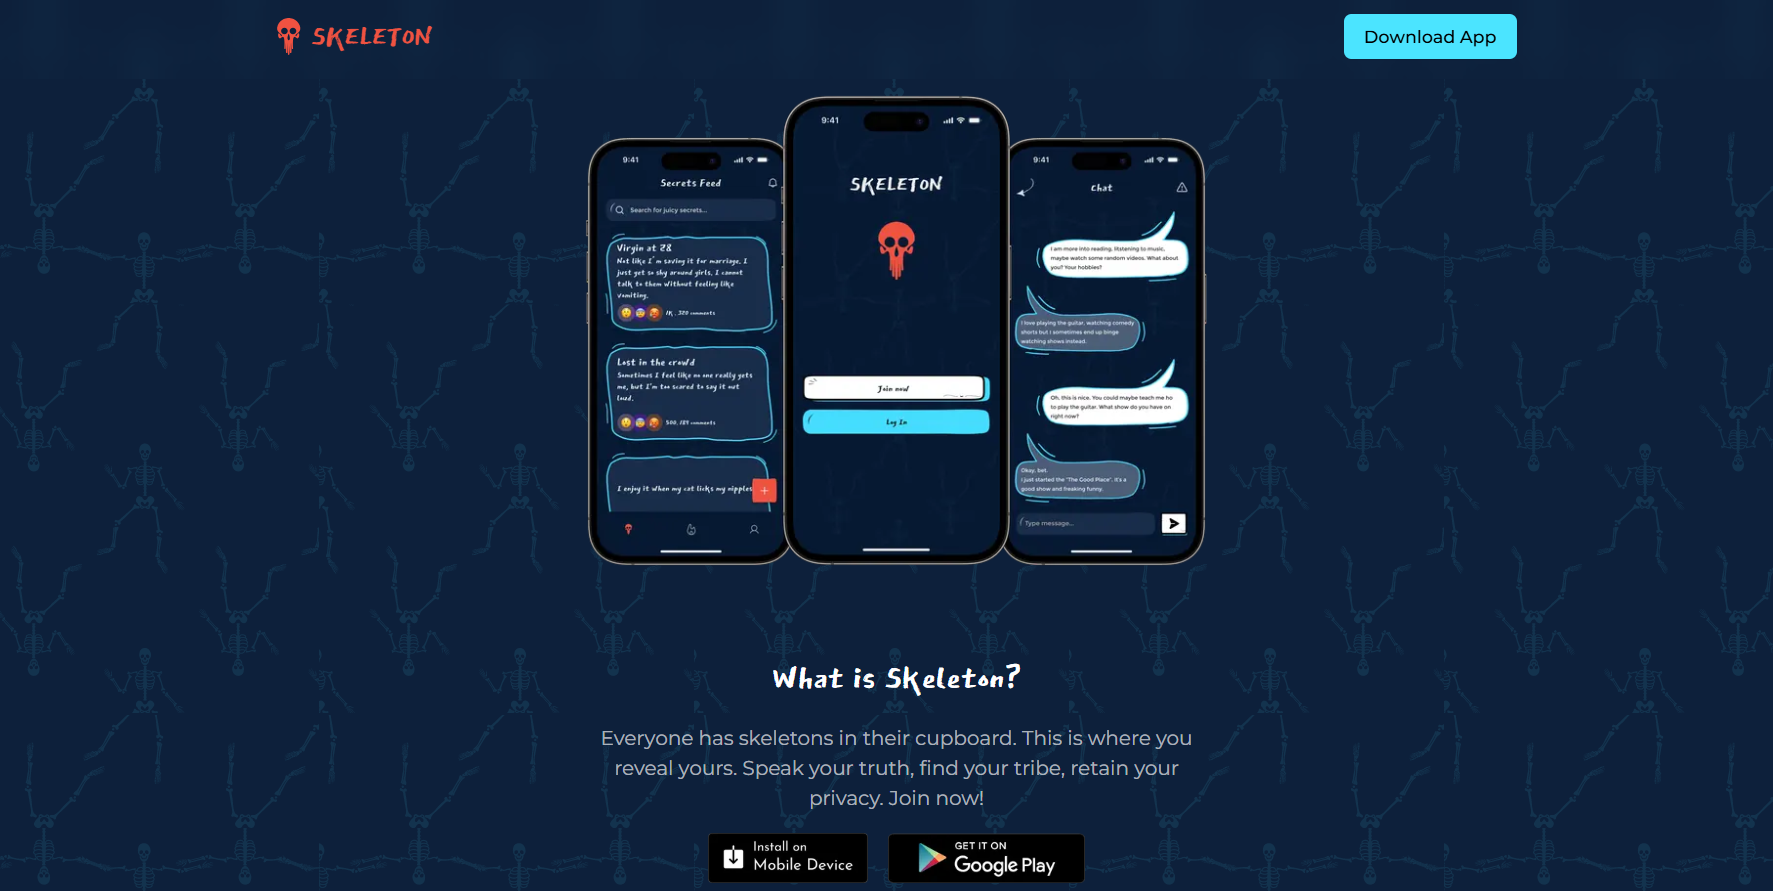 SKELETON
Download App
9:41
Secrets Feed
Search for juicy secrets...
Virgin at 28
Not like I'm saving it for marriage, I
just get so shy around girls, I cannot
talk to them without feeling like
vomiting.
1K, 320 comments
Lost in the crowd
Sometimes I feel like no one really gets
me, but I'm too scared to say it out
loud.
500, 189 comments
I enjoy it when my cat licks my nipples
9:41
SKELETON
Join now
Log In
9:41
Chat
I am more into reading, listening to music,
maybe watch some random videos. What about
you? Your hobbies?
I love playing the guitar, watching comedy
shorts but I sometimes end up binge
watching shows instead.
Oh, this is nice. You could maybe teach me ho
to play the guitar. What show do you have on
right now?
Okay, bet.
I just started the "The Good Place". It's a
good show and freaking funny.
Type message...
What is Skeleton?
Everyone has skeletons in their cupboard. This is where you
reveal yours. Speak your truth, find your tribe, retain your
privacy. Join now!
Install on
Mobile Device
GET IT ON
Google Play